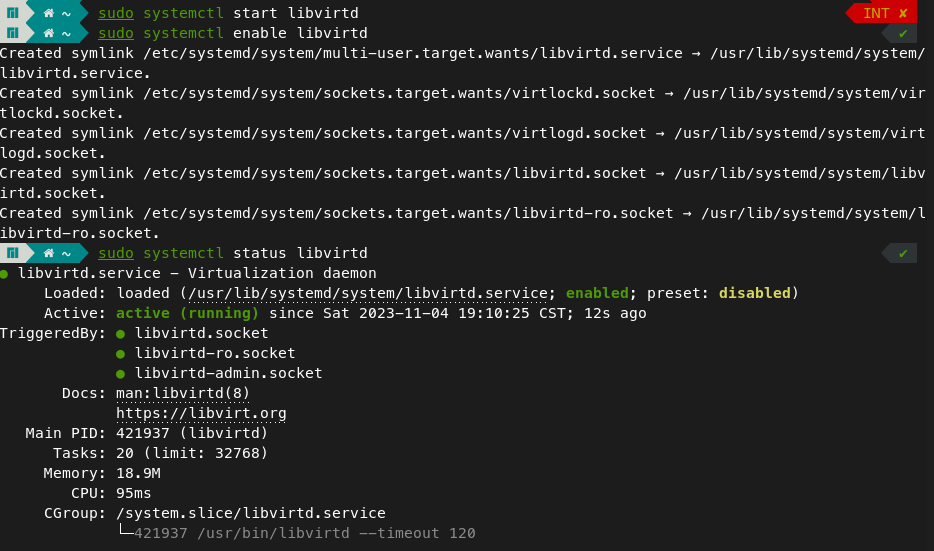 ~ sudo systemctl start libvirtd INT ✘
~ sudo systemctl enable libvirtd ✔
Created symlink /etc/systemd/system/multi-user.target.wants/libvirtd.service → /usr/lib/systemd/system/
libvirtd.service.
Created symlink /etc/systemd/system/sockets.target.wants/virtlockd.socket → /usr/lib/systemd/system/vir
tlockd.socket.
Created symlink /etc/systemd/system/sockets.target.wants/virtlogd.socket → /usr/lib/systemd/system/virt
logd.socket.
Created symlink /etc/systemd/system/sockets.target.wants/libvirtd.socket → /usr/lib/systemd/system/libv
irtd.socket.
Created symlink /etc/systemd/system/sockets.target.wants/libvirtd-ro.socket → /usr/lib/systemd/system/l
ibvirtd-ro.socket.
~ sudo systemctl status libvirtd ✔
● libvirtd.service - Virtualization daemon
Loaded: loaded (/usr/lib/systemd/system/libvirtd.service; enabled; preset: disabled)
Active: active (running) since Sat 2023-11-04 19:10:25 CST; 12s ago
TriggeredBy: ● libvirtd.socket
● libvirtd-ro.socket
● libvirtd-admin.socket
Docs: man:libvirtd(8)
https://libvirt.org
Main PID: 421937 (libvirtd)
Tasks: 20 (limit: 32768)
Memory: 18.9M
CPU: 95ms
CGroup: /system.slice/libvirtd.service
└─421937 /usr/bin/libvirtd --timeout 120